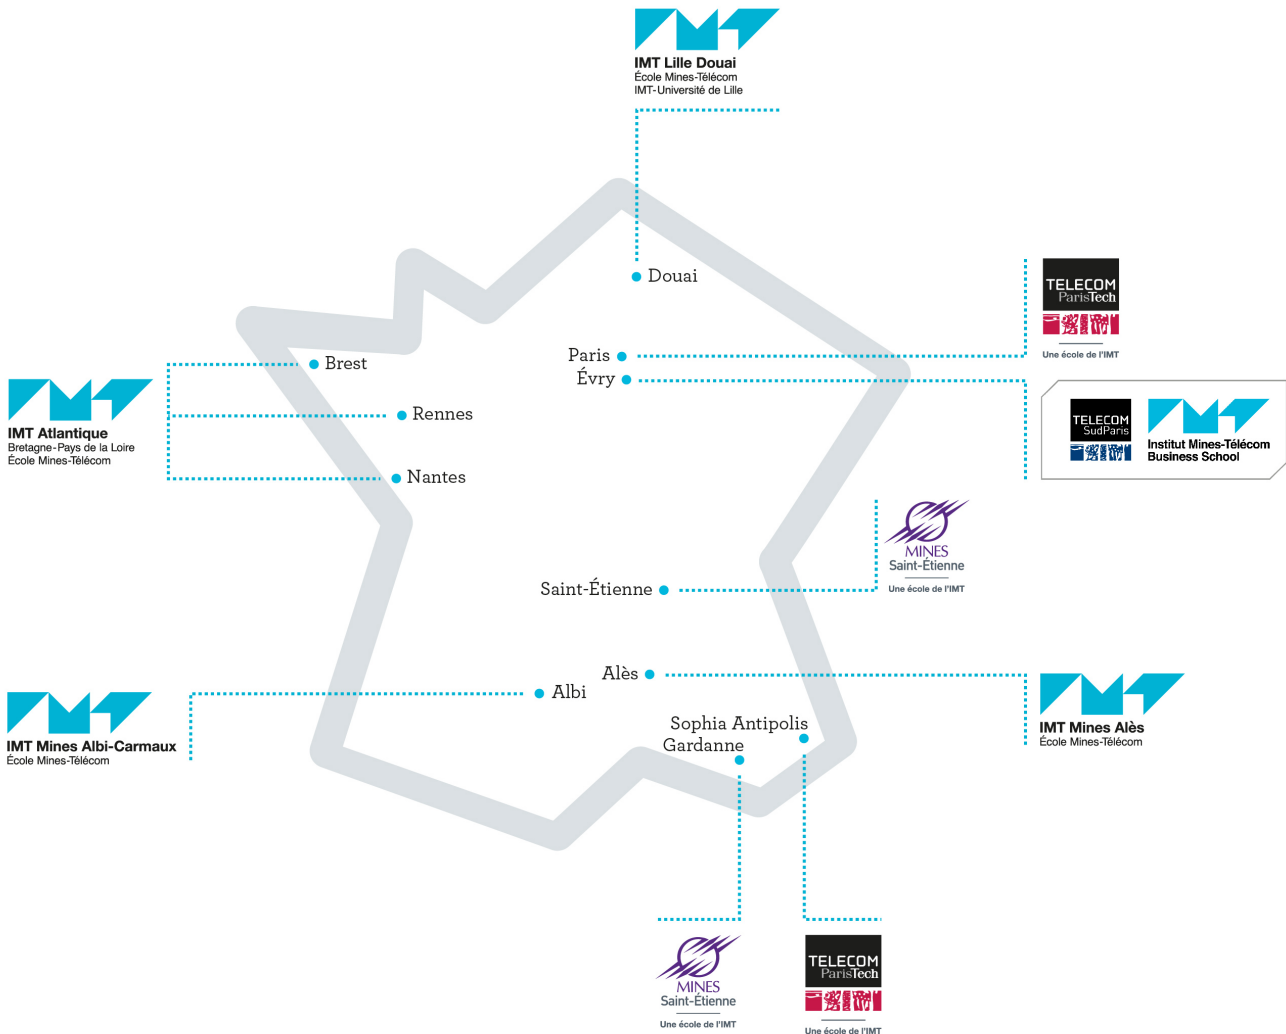 IMT Lille Douai
École Mines-Télécom
IMT-Université de Lille
Douai
TELECOM
ParisTech
Une école de l'IMT
Paris
Évry
Brest
Rennes
Nantes
IMT Atlantique
Bretagne-Pays de la Loire
École Mines-Télécom
TELECOM
SudParis
Institut Mines-Télécom
Business School
MINES
Saint-Étienne
Une école de l'IMT
Saint-Étienne
Alès
Albi
IMT Mines Albi-Carmaux
École Mines-Télécom
IMT Mines Alès
École Mines-Télécom
Sophia Antipolis
Gardanne
MINES
Saint-Étienne
Une école de l'IMT
TELECOM
ParisTech
Une école de l'IMT